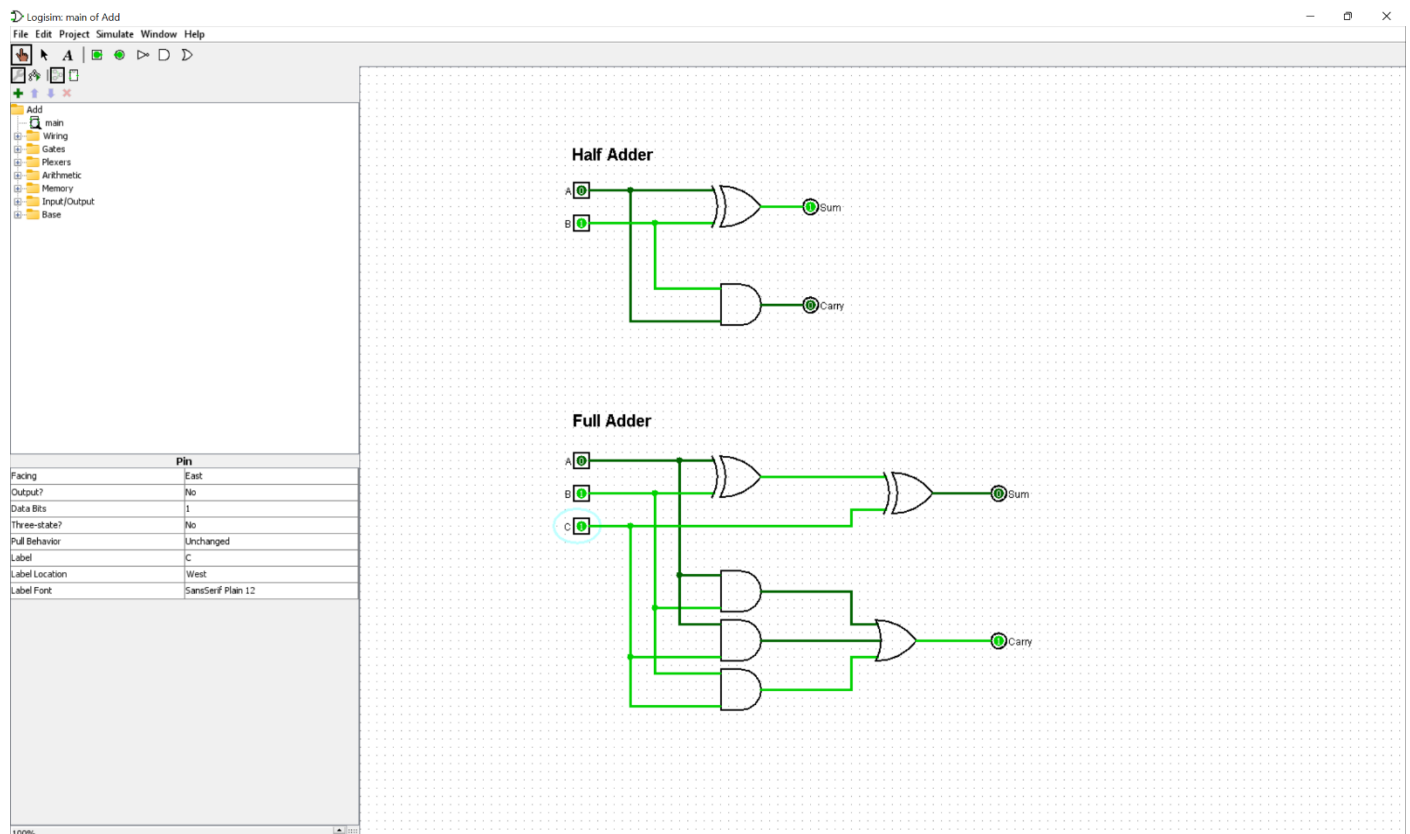 Logisim: main of Add
File Edit Project Simulate Window Help
A
Add
main
Wiring
Gates
Plexers
Arithmetic
Memory
Input/Output
Base
Pin
Facing East
Output? No
Data Bits 1
Three-state? No
Pull Behavior Unchanged
Label C
Label Location West
Label Font SansSerif Plain 12
100%
Half Adder
A 0
1 Sum
B 1
0 Carry
Full Adder
A 0
B 1
0 Sum
C 1
1 Carry